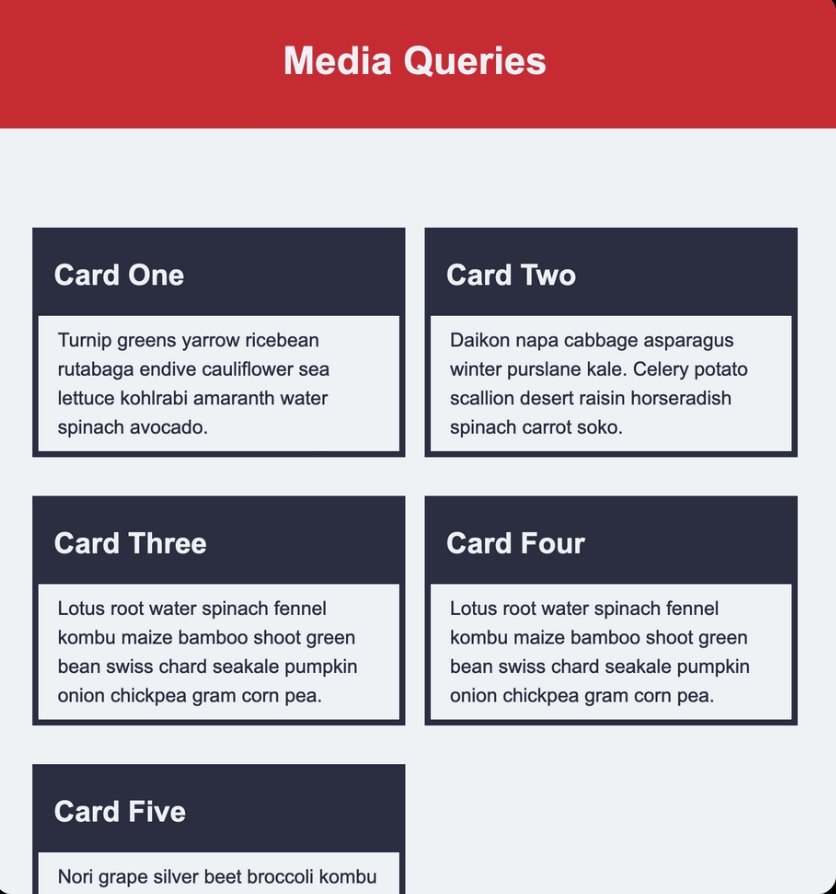 Media Queries
Card One
Turnip greens yarrow ricebean
rutabaga endive cauliflower sea
lettuce kohlrabi amaranth water
spinach avocado.
Card Two
Daikon napa cabbage asparagus
winter purslane kale. Celery potato
scallion desert raisin horseradish
spinach carrot soko.
Card Three
Lotus root water spinach fennel
kombu maize bamboo shoot green
bean swiss chard seakale pumpkin
onion chickpea gram corn pea.
Card Four
Lotus root water spinach fennel
kombu maize bamboo shoot green
bean swiss chard seakale pumpkin
onion chickpea gram corn pea.
Card Five
Nori grape silver beet broccoli kombu